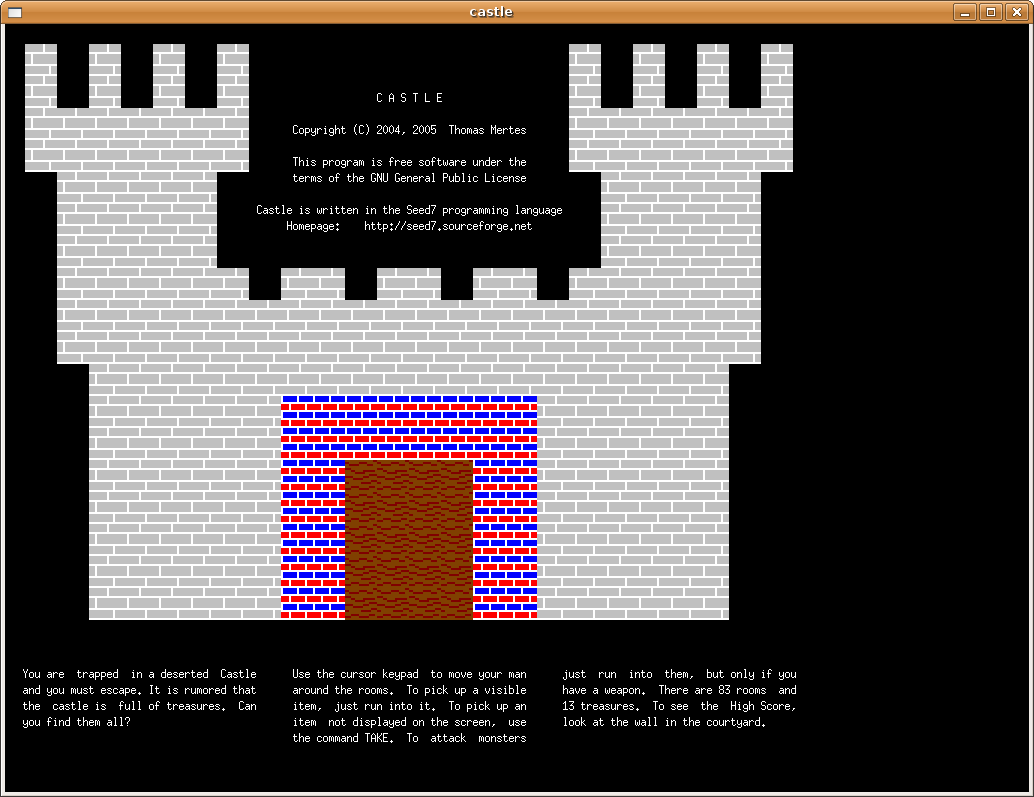 castle
C A S T L E
Copyright (C) 2004, 2005  Thomas Mertes
This program is free software under the
terms of the GNU General Public License
Castle is written in the Seed7 programming language
Homepage:    http://seed7.sourceforge.net
You are  trapped  in a deserted  Castle
and you must escape. It is rumored that
the  castle is  full of treasures.  Can
you find them all?
Use the cursor keypad  to move your man
around the rooms.  To pick up a visible
item,  just run into it.  To pick up an
item  not displayed on the screen,  use
the command TAKE.  To  attack  monsters
just  run  into  them,  but only if you
have a weapon.  There are 83 rooms  and
13 treasures.  To see  the  High Score,
look at the wall in the courtyard.